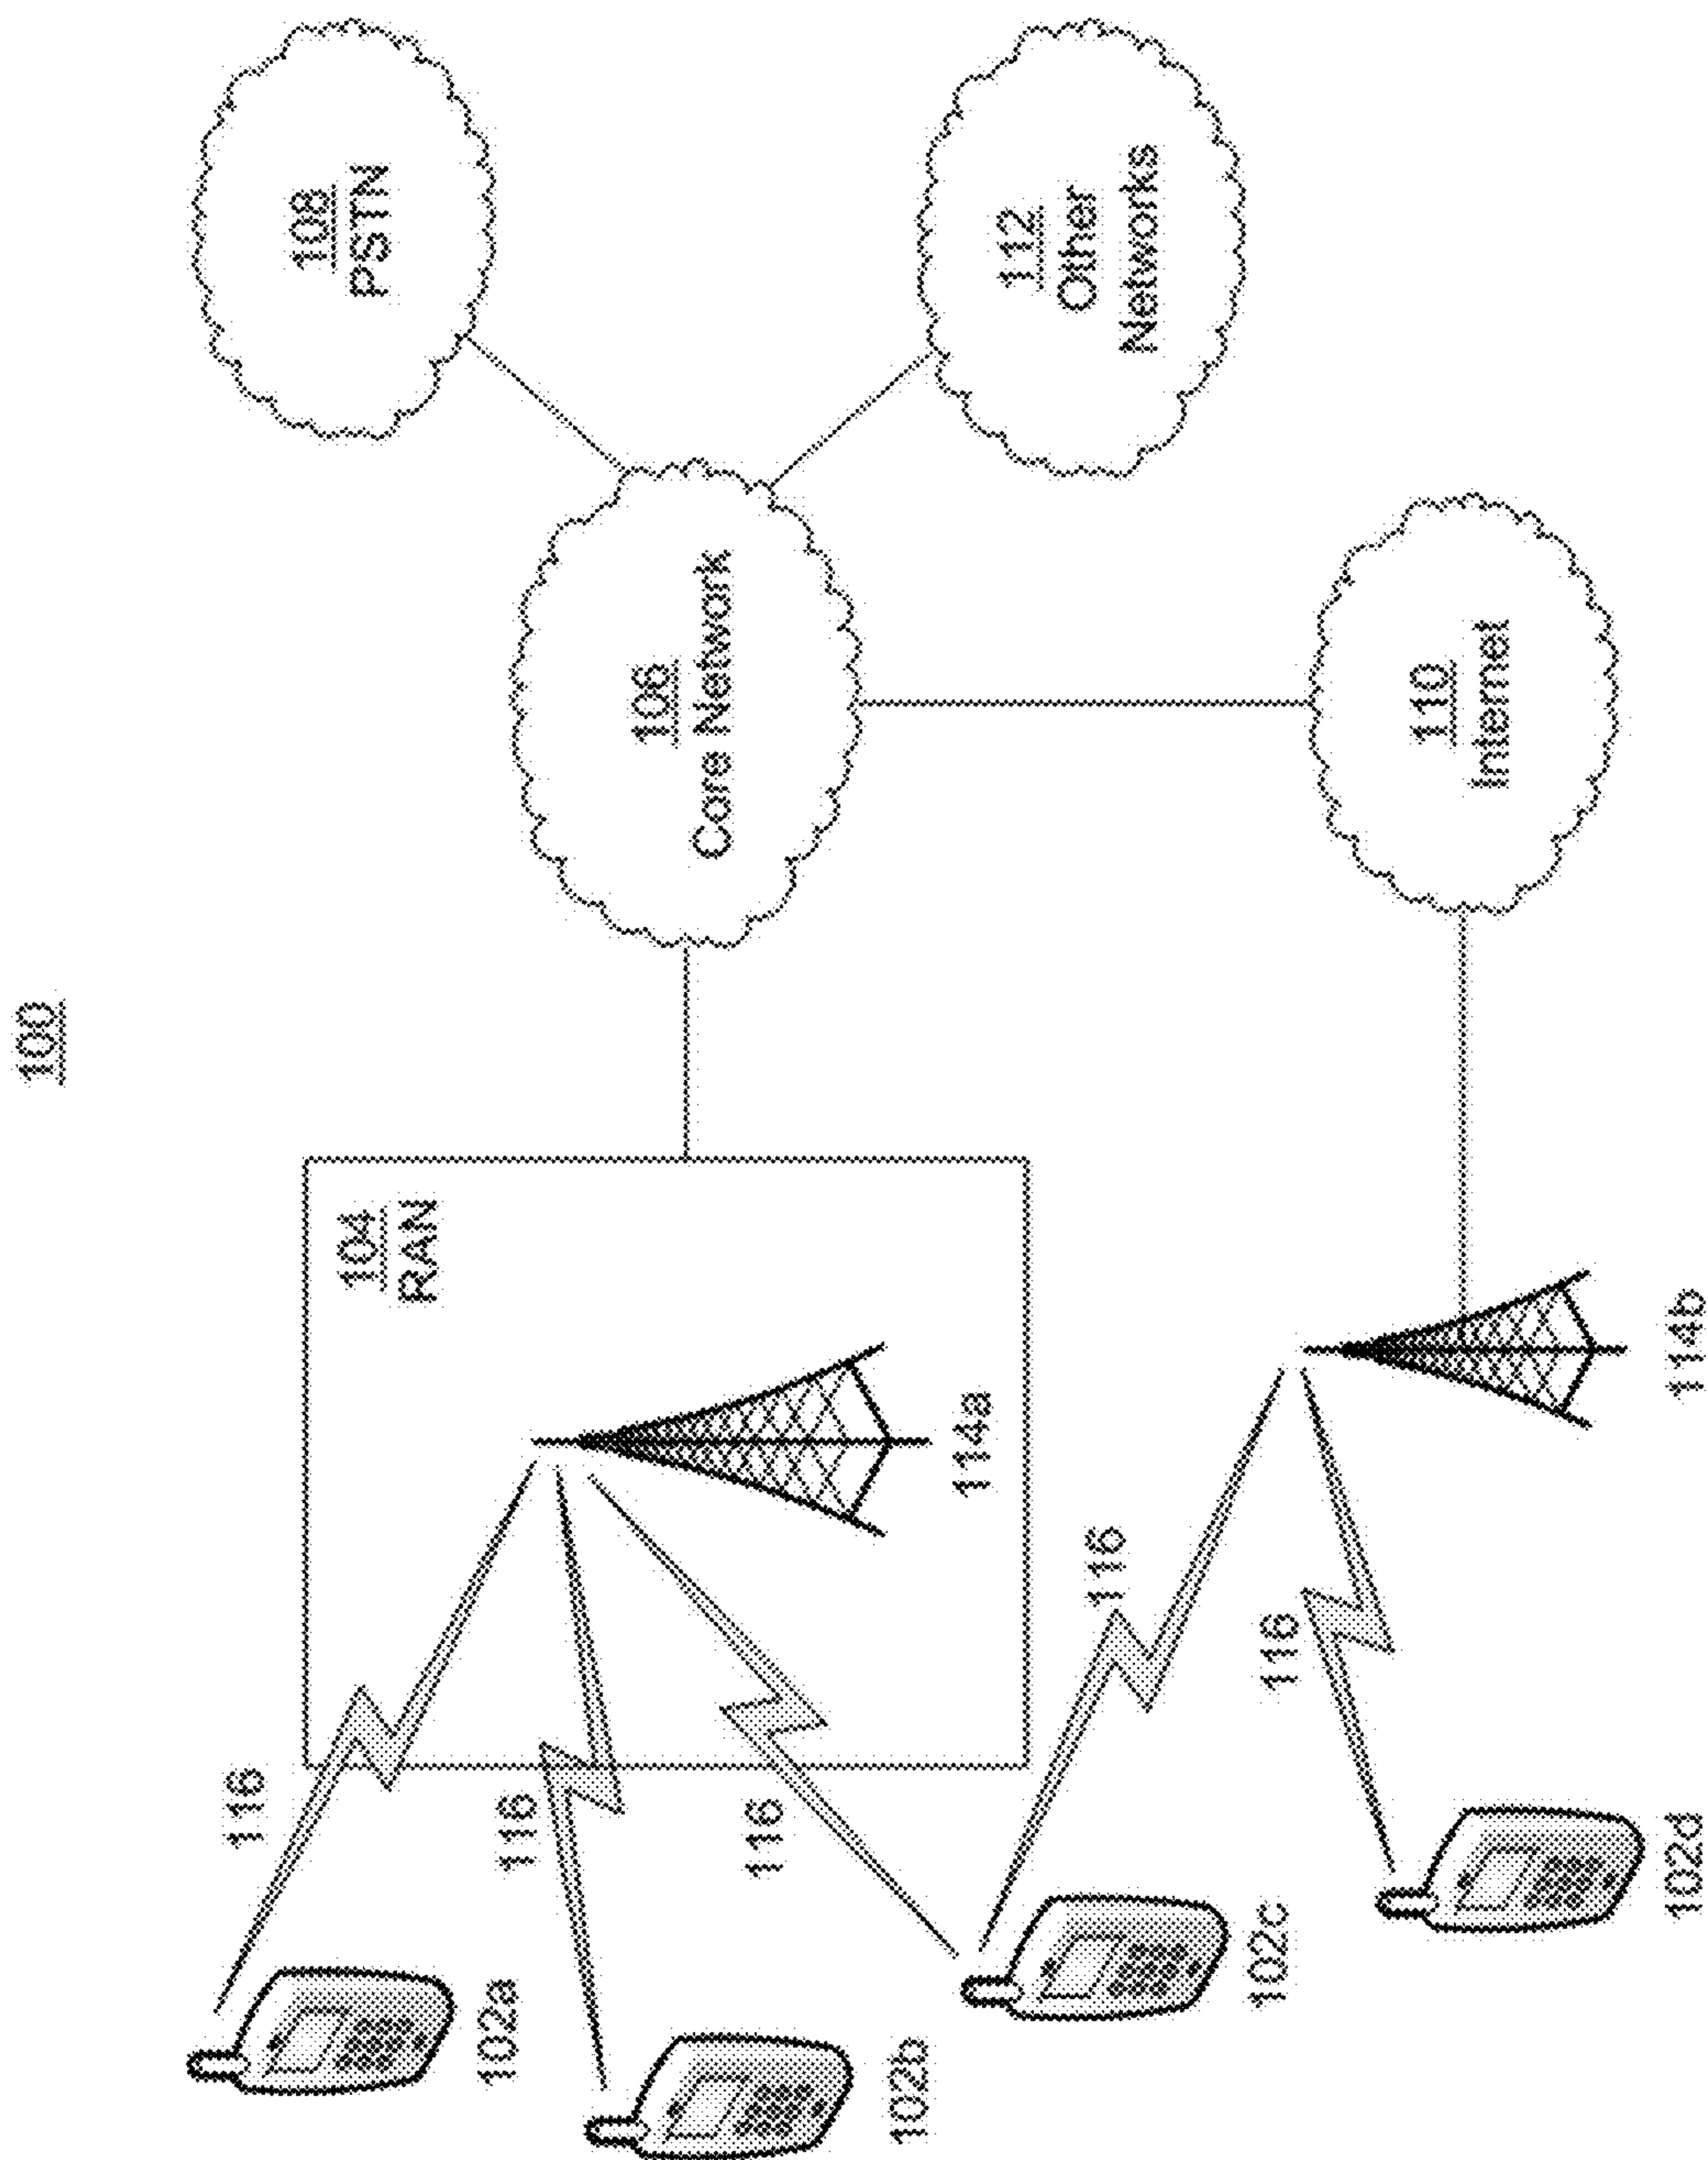 100
108
PSTN
106
Core Network
112
Other
Networks
104
RAN
110
Internet
114a
114b
116
116
116
116
116
102a
102b
102c
102d